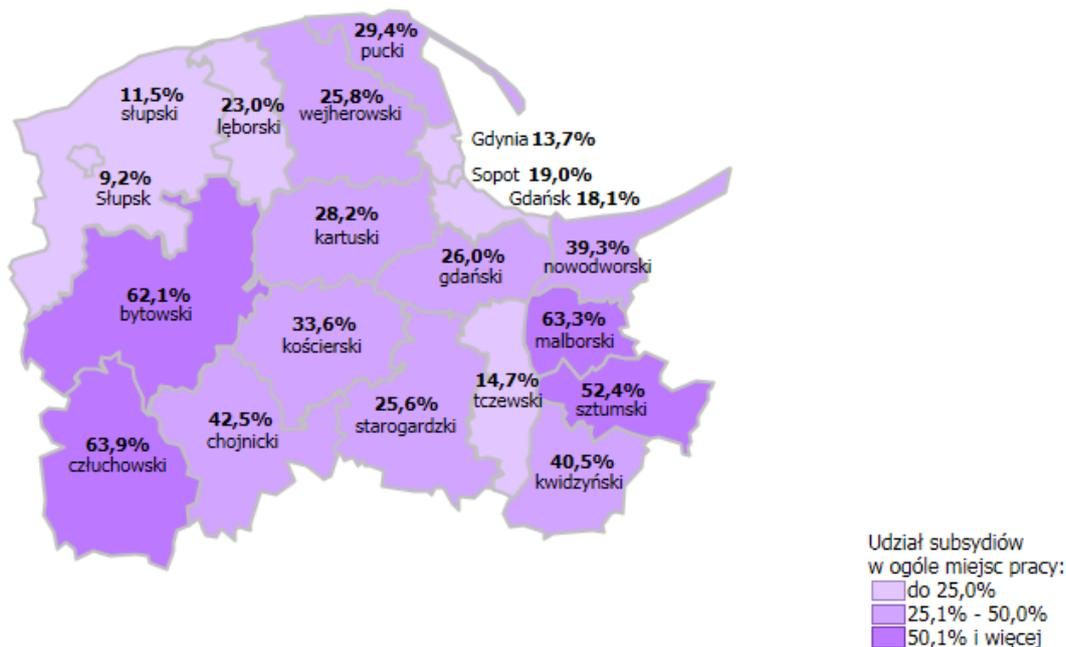 29,4%
pucki
11,5%
słupski
23,0%
lęborski
25,8%
wejherowski
Gdynia 13,7%
9,2%
Słupsk
Sopot 19,0%
Gdańsk 18,1%
28,2%
kartuski
26,0%
gdański
39,3%
nowodworski
62,1%
bytowski
33,6%
kościerski
63,3%
malborski
14,7%
tczewski
52,4%
sztumski
42,5%
chojnicki
25,6%
starogardzki
63,9%
człuchowski
40,5%
kwidzyński
Udział subsydiów
w ogóle miejsc pracy:
do 25,0%
25,1% - 50,0%
50,1% i więcej